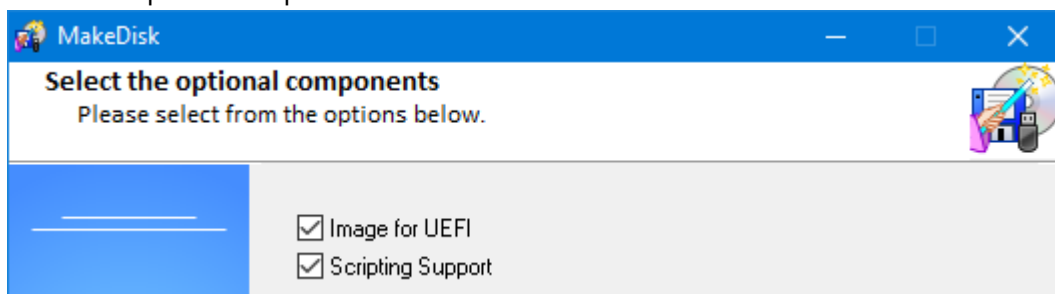 MakeDisk
Select the optional components
Please select from the options below.
Image for UEFI
Scripting Support